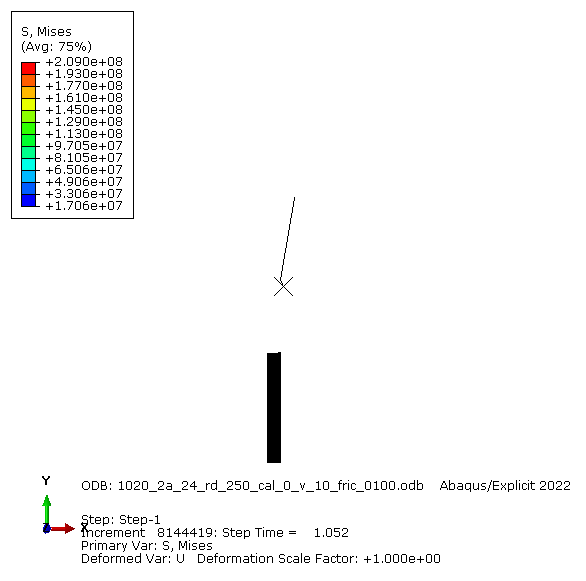 S, Mises
(Avg: 75%)
+2.090e+08
+1.930e+08
+1.770e+08
+1.610e+08
+1.450e+08
+1.290e+08
+1.130e+08
+9.705e+07
+8.105e+07
+6.506e+07
+4.906e+07
+3.306e+07
+1.706e+07
Y
ODB: 1020_2a_24_rd_250_cal_0_v_10_fric_0100.odb Abaqus/Explicit 2022
Z X
Step: Step-1
Increment 8144419: Step Time = 1.052
Primary Var: S, Mises
Deformed Var: U Deformation Scale Factor: +1.000e+00